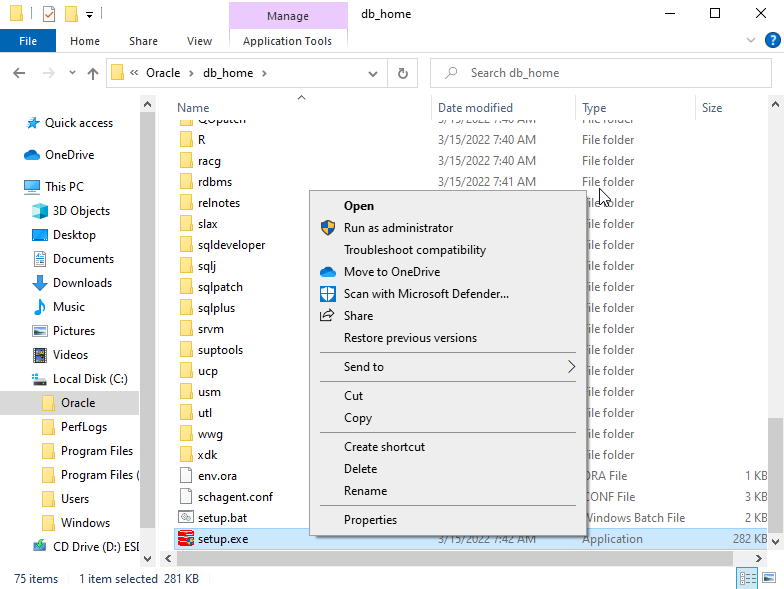 Manage
db_home
File
Home
Share
View
Application Tools
Oracle
db_home
Search db_home
Name
Date modified
Type
Size
Quick access
OneDrive
This PC
3D Objects
Desktop
Documents
Downloads
Music
Pictures
Videos
Local Disk (C:)
Oracle
PerfLogs
Program Files
Program Files (
Users
Windows
CD Drive (D:) ESD
QOpatch 3/15/2022 7:40 AM File folder
R 3/15/2022 7:40 AM File folder
racg 3/15/2022 7:40 AM File folder
rdbms 3/15/2022 7:41 AM File folder
relnotes File folder
slax File folder
sqldeveloper File folder
sqlj File folder
sqlpatch File folder
sqlplus File folder
srvm File folder
suptools File folder
ucp File folder
usm File folder
utl File folder
wwg File folder
xdk File folder
env.ora ORA File 1 KB
schagent.conf CONF File 3 KB
setup.bat Windows Batch File 2 KB
setup.exe 3/15/2022 7:42 AM Application 282 KB
Open
Run as administrator
Troubleshoot compatibility
Move to OneDrive
Scan with Microsoft Defender...
Share
Restore previous versions
Send to
Cut
Copy
Create shortcut
Delete
Rename
Properties
75 items
1 item selected 281 KB